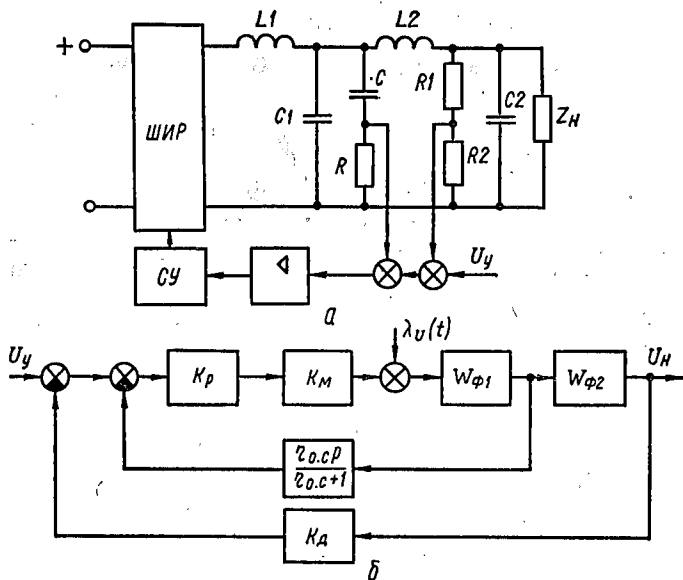 L1
L2
+
ШИР
C1
C
R
R1
R2
C2
Zн
СУ
Uу
а
Uу
λυ(t)
Uн
Kр
Kм
Wф1
Wф2
τо.сp
τо.с+1
Kд
б